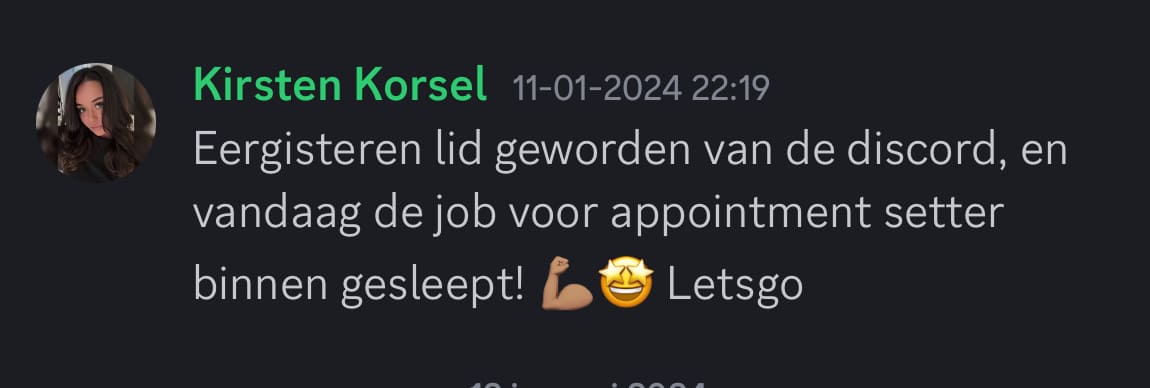 Kirsten Korsel 11-01-2024 22:19
Eergisteren lid geworden van de discord, en
vandaag de job voor appointment setter
binnen gesleept! 💪🏽🤩 Letsgo